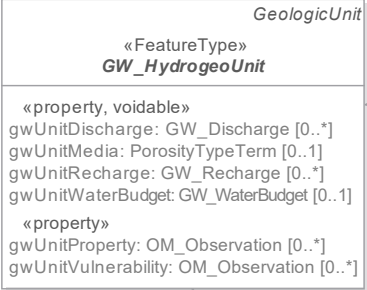 GeologicUnit
«FeatureType»
GW_HydrogeoUnit
«property, voidable»
gwUnitDischarge: GW_Discharge [0..*]
gwUnitMedia: PorosityTypeTerm [0..1]
gwUnitRecharge: GW_Recharge [0..*]
gwUnitWaterBudget: GW_WaterBudget [0..1]
«property»
gwUnitProperty: OM_Observation [0..*]
gwUnitVulnerability: OM_Observation [0..*]